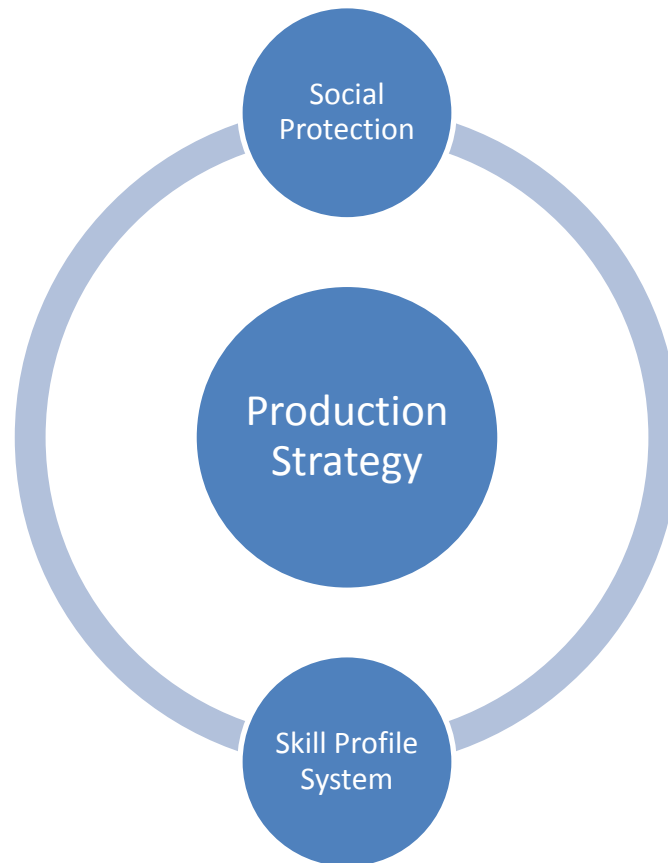 Social
Protection
Production
Strategy
Skill Profile
System